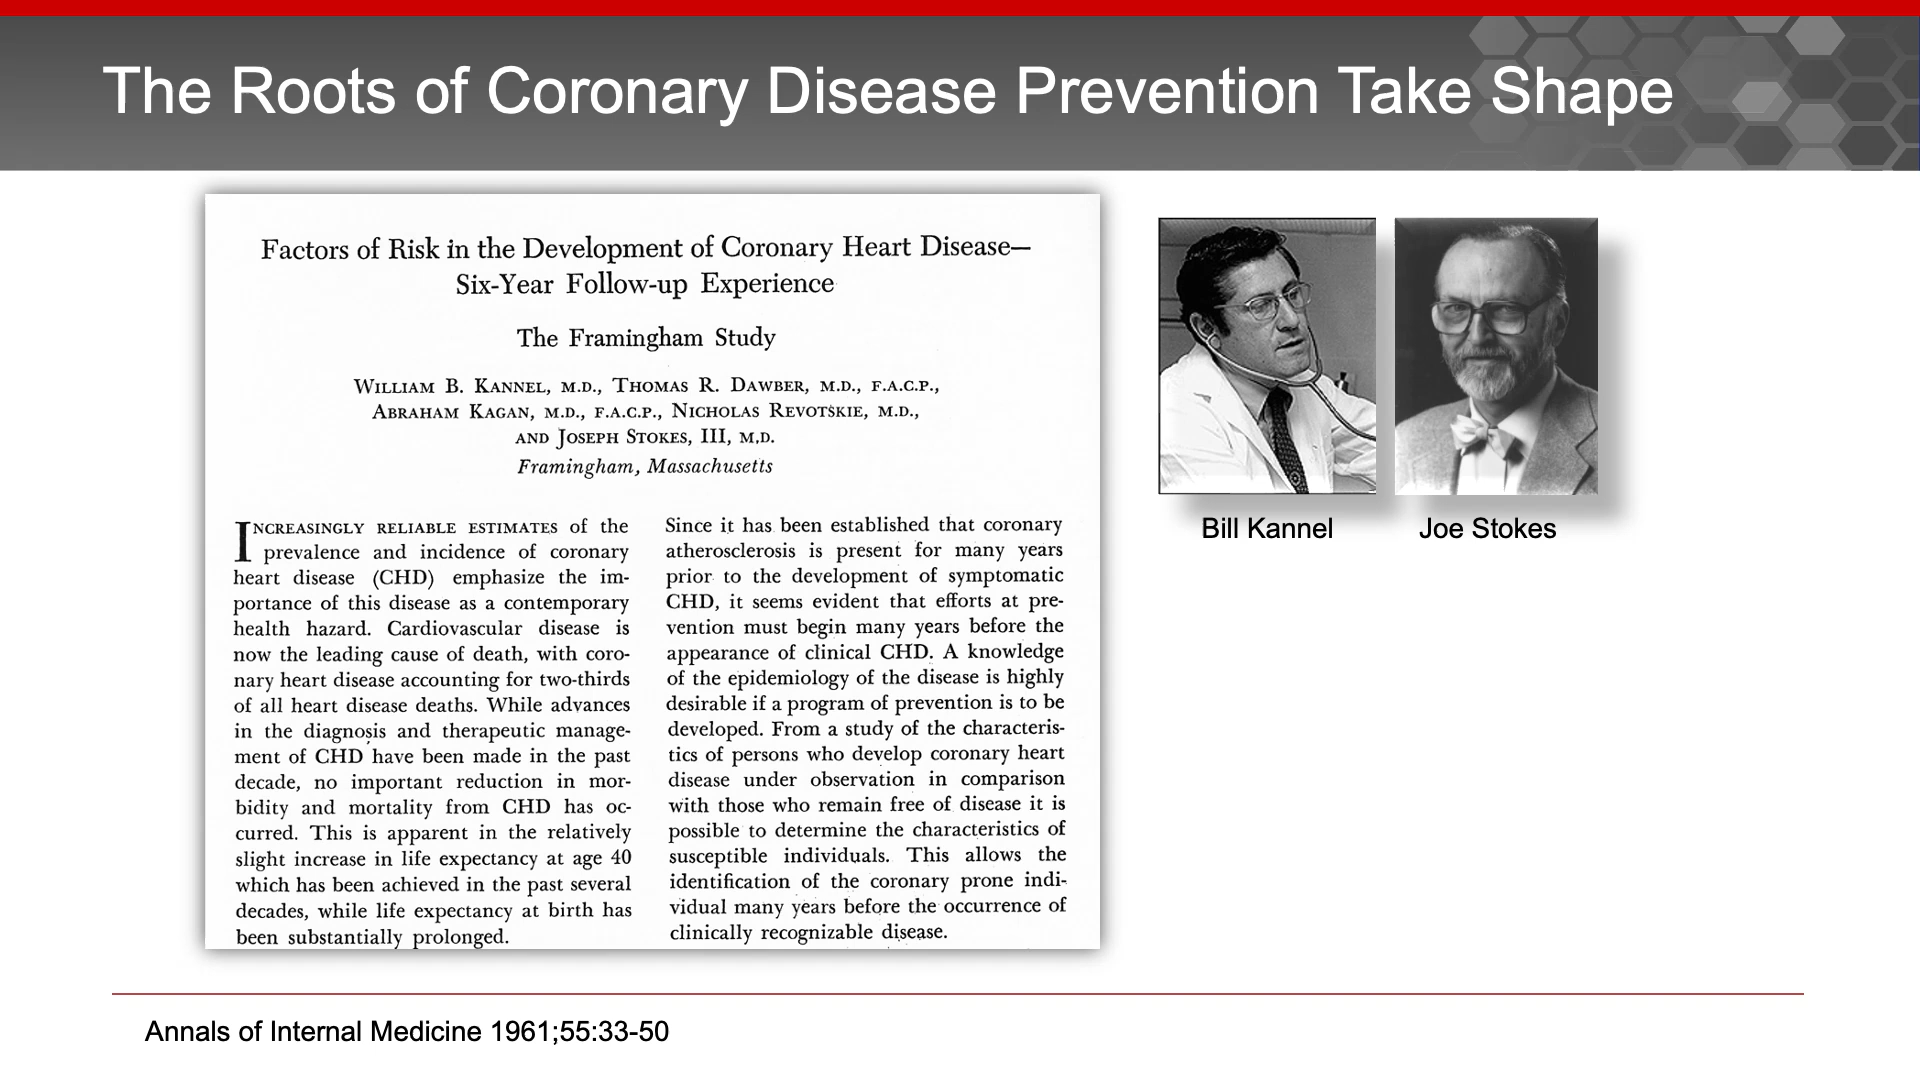 The Roots of Coronary Disease Prevention Take Shape
Factors of Risk in the Development of Coronary Heart Disease—
Six-Year Follow-up Experience
The Framingham Study
WILLIAM B. KANNEL, M.D., THOMAS R. DAWBER, M.D., F.A.C.P.,
ABRAHAM KAGAN, M.D., F.A.C.P., NICHOLAS REVOTSKIE, M.D.,
AND JOSEPH STOKES, III, M.D.
Framingham, Massachusetts
INCREASINGLY RELIABLE ESTIMATES of the
prevalence and incidence of coronary
heart disease (CHD) emphasize the im-
portance of this disease as a contemporary
health hazard. Cardiovascular disease is
now the leading cause of death, with coro-
nary heart disease accounting for two-thirds
of all heart disease deaths. While advances
in the diagnosis and therapeutic manage-
ment of CHD have been made in the past
decade, no important reduction in mor-
bidity and mortality from CHD has oc-
curred. This is apparent in the relatively
slight increase in life expectancy at age 40
which has been achieved in the past several
decades, while life expectancy at birth has
been substantially prolonged.
Since it has been established that coronary
atherosclerosis is present for many years
prior to the development of symptomatic
CHD, it seems evident that efforts at pre-
vention must begin many years before the
appearance of clinical CHD. A knowledge
of the epidemiology of the disease is highly
desirable if a program of prevention is to be
developed. From a study of the characteris-
tics of persons who develop coronary heart
disease under observation in comparison
with those who remain free of disease it is
possible to determine the characteristics of
susceptible individuals. This allows the
identification of the coronary prone indi-
vidual many years before the occurrence of
clinically recognizable disease.
Bill Kannel
Joe Stokes
Annals of Internal Medicine 1961;55:33-50